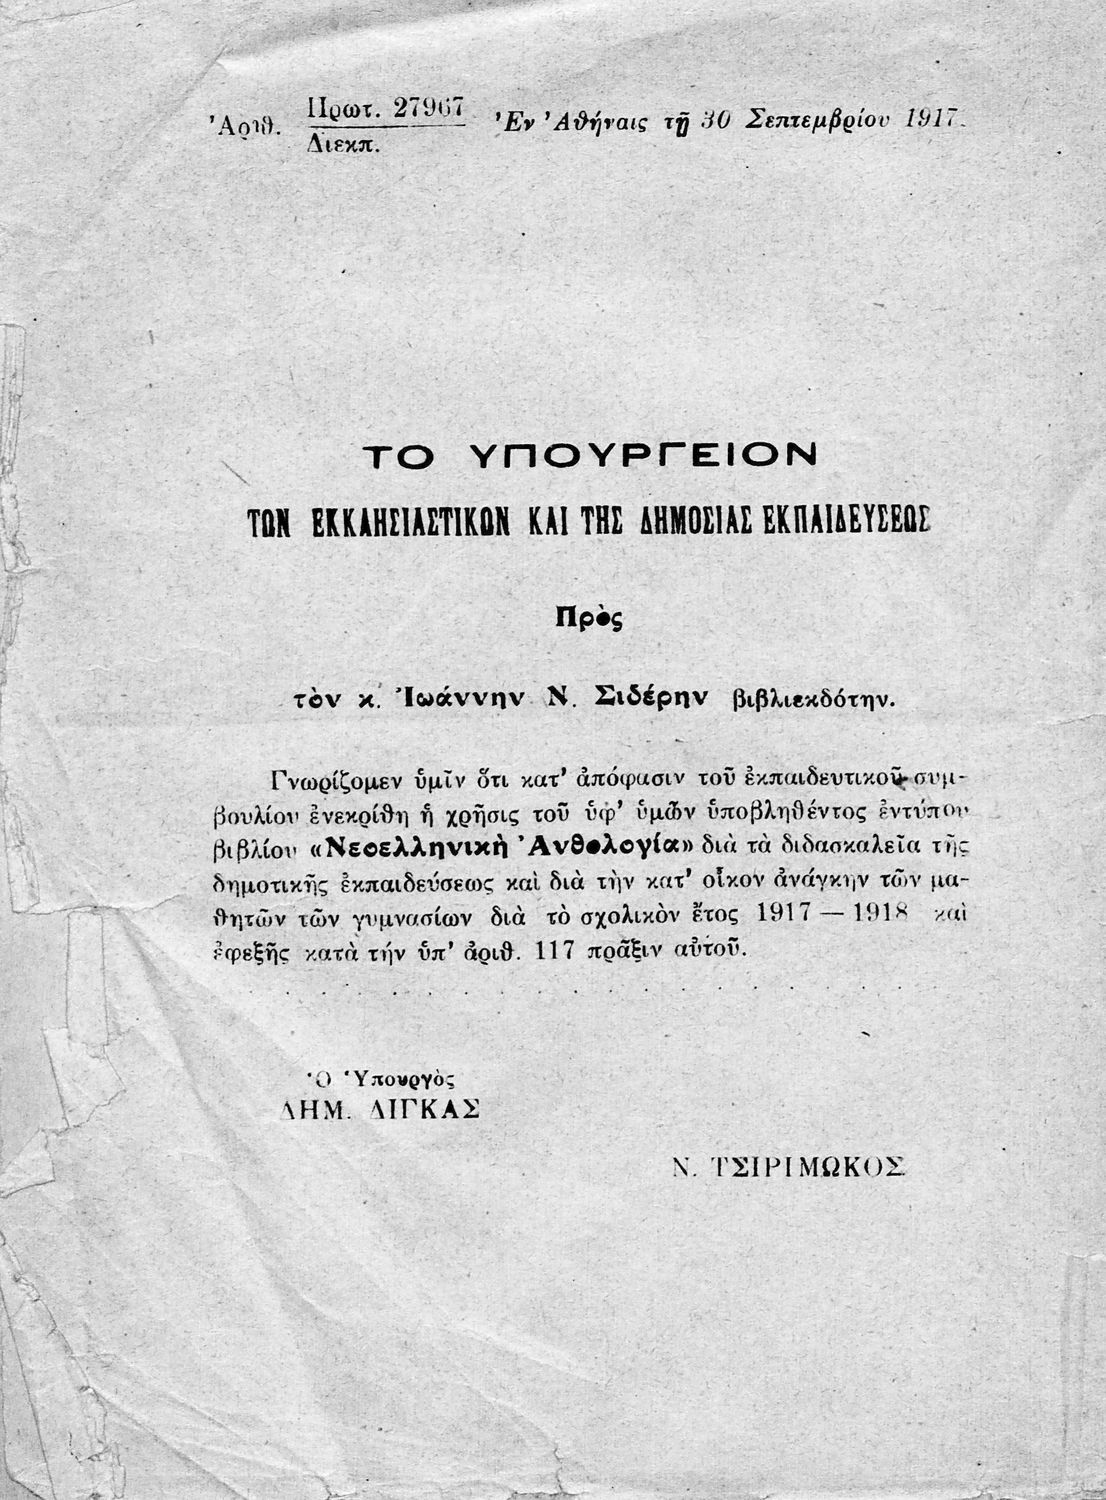 Ἀριθ. Πρωτ. 27967 Ἐν Ἀθήναις τῇ 30 Σεπτεμβρίου 1917.
Διεκπ.
ΤΟ ΥΠΟΥΡΓΕΙΟΝ
ΤΩΝ ΕΚΚΛΗΣΙΑΣΤΙΚΩΝ ΚΑΙ ΤΗΣ ΔΗΜΟΣΙΑΣ ΕΚΠΑΙΔΕΥΣΕΩΣ
Πρὸς
τὸν κ. Ἰωάννην Ν. Σιδέρην βιβλιεκδότην.
Γνωρίζομεν ὑμῖν ὅτι κατ' ἀπόφασιν τοῦ ἐκπαιδευτικοῦ συμ-
βουλίου ἐνεκρίθη ἡ χρῆσις τοῦ ὑφ' ὑμῶν ὑποβληθέντος ἐντύπου
βιβλίου «Νεοελληνικὴ Ἀνθολογία» διὰ τὰ διδασκαλεῖα τῆς
δημοτικῆς ἐκπαιδεύσεως καὶ διὰ τὴν κατ' οἶκον ἀνάγκην τῶν μα-
θητῶν τῶν γυμνασίων διὰ τὸ σχολικὸν ἔτος 1917 — 1918 καὶ
ἐφεξῆς κατὰ τήν ὑπ' ἀριθ. 117 πρᾶξιν αὐτοῦ.
Ὁ Ὑπουργὸς
ΔΗΜ. ΔΙΓΚΑΣ
Ν. ΤΣΙΡΙΜΩΚΟΣ